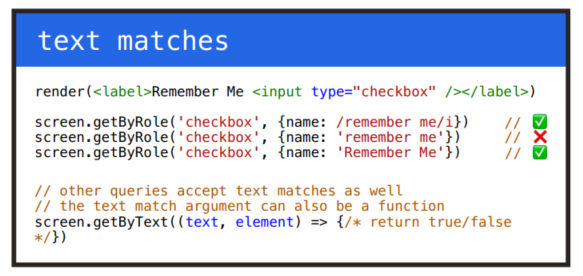 text matches
render(<label>Remember Me <input type="checkbox" /></label>)
screen.getByRole('checkbox', {name: /remember me/i}) // ✅
screen.getByRole('checkbox', {name: 'remember me'}) // ❌
screen.getByRole('checkbox', {name: 'Remember Me'}) // ✅
// other queries accept text matches as well
// the text match argument can also be a function
screen.getByText((text, element) => {/* return true/false
*/})